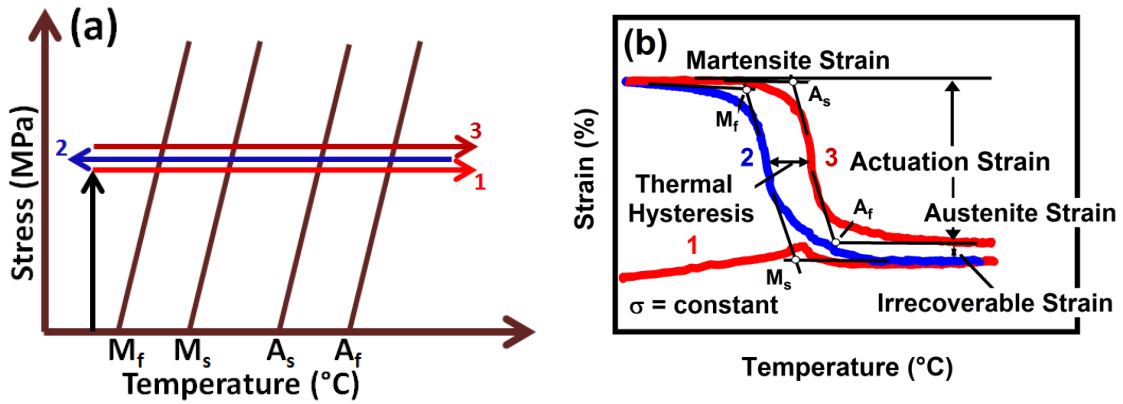 (a)
Stress (MPa)
2
3
1
Mf
Ms
As
Af
Temperature (°C)
(b)
Strain (%)
Martensite Strain
As
Mf
2
3
Actuation Strain
Thermal
Hysteresis
Af
Austenite Strain
1
Ms
σ = constant
Irrecoverable Strain
Temperature (°C)